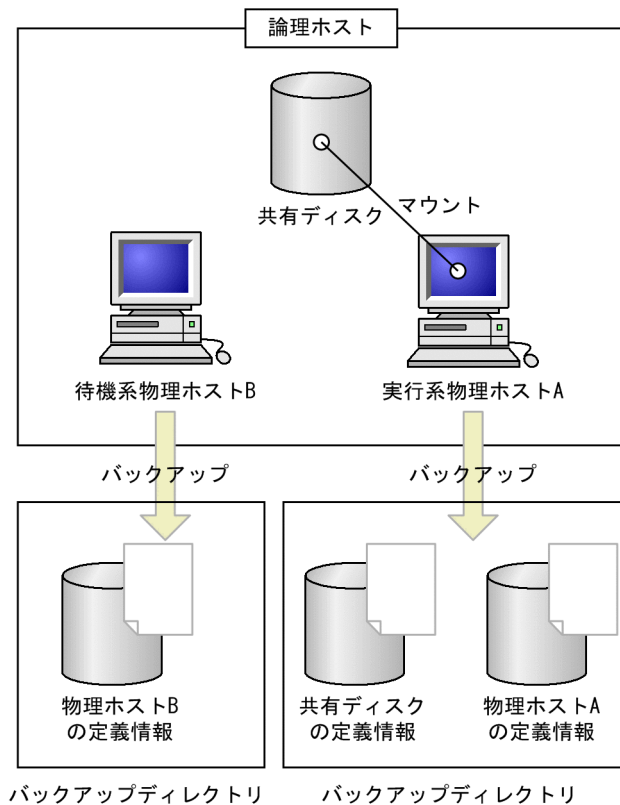 論理ホスト
共有ディスク
マウント
待機系物理ホストB
実行系物理ホストA
バックアップ
バックアップ
物理ホストB
の定義情報
共有ディスク
の定義情報
物理ホストA
の定義情報
バックアップディレクトリ
バックアップディレクトリ